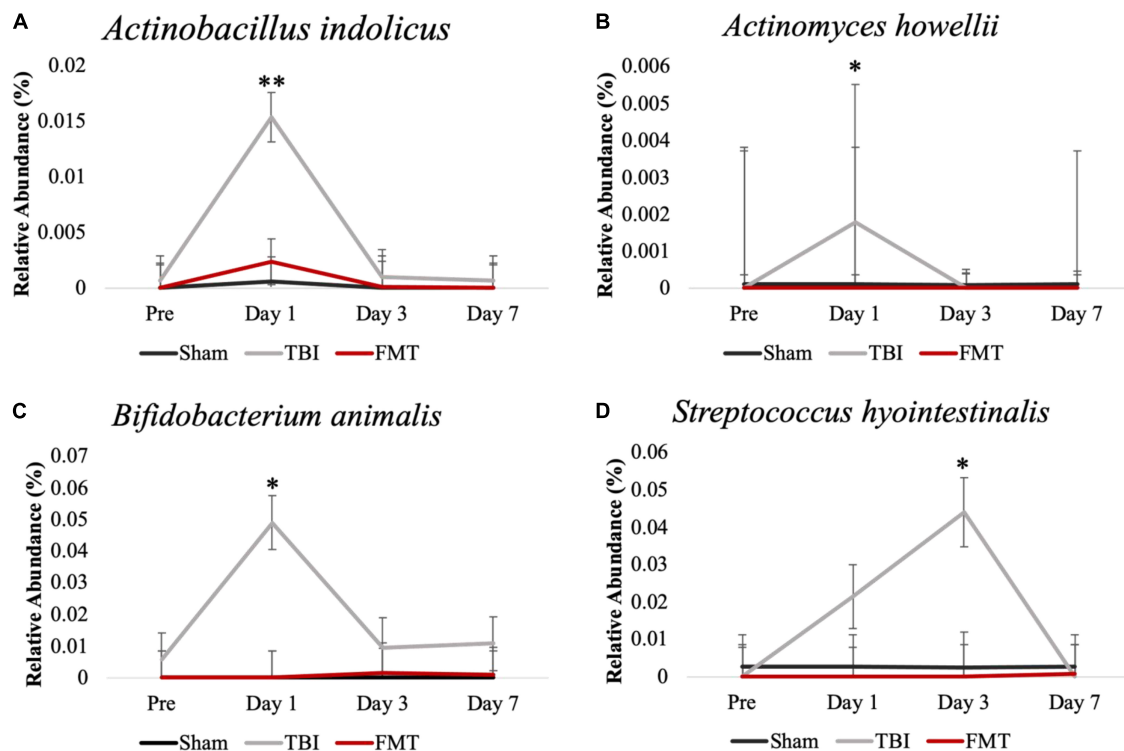 A
Actinobacillus indolicus
Relative Abundance (%)
0.02
0.015
0.01
0.005
0
**
Pre Day 1 Day 3 Day 7
Sham TBI FMT
B
Actinomyces howellii
Relative Abundance (%)
0.006
0.005
0.004
0.003
0.002
0.001
0
*
Pre Day 1 Day 3 Day 7
Sham TBI FMT
C
Bifidobacterium animalis
Relative Abundance (%)
0.07
0.06
0.05
0.04
0.03
0.02
0.01
0
*
Pre Day 1 Day 3 Day 7
Sham TBI FMT
D
Streptococcus hyointestinalis
Relative Abundance (%)
0.06
0.05
0.04
0.03
0.02
0.01
0
*
Pre Day 1 Day 3 Day 7
Sham TBI FMT